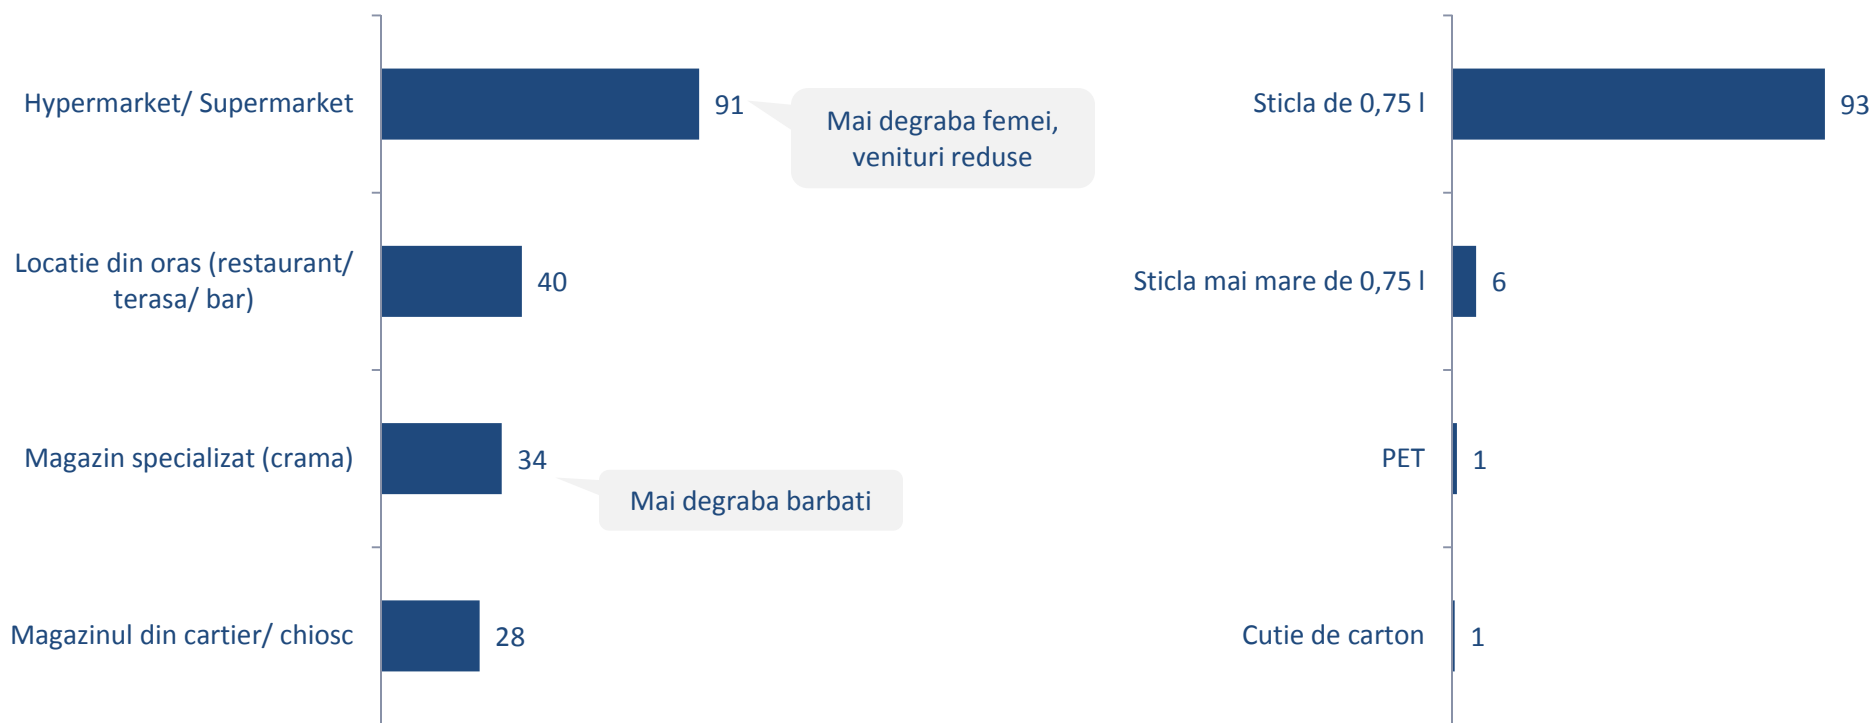 Hypermarket/ Supermarket
91
Mai degraba femei,
venituri reduse
Locatie din oras (restaurant/
terasa/ bar)
40
Magazin specializat (crama)
34
Mai degraba barbati
Magazinul din cartier/ chiosc
28
Sticla de 0,75 l
93
Sticla mai mare de 0,75 l
6
PET
1
Cutie de carton
1